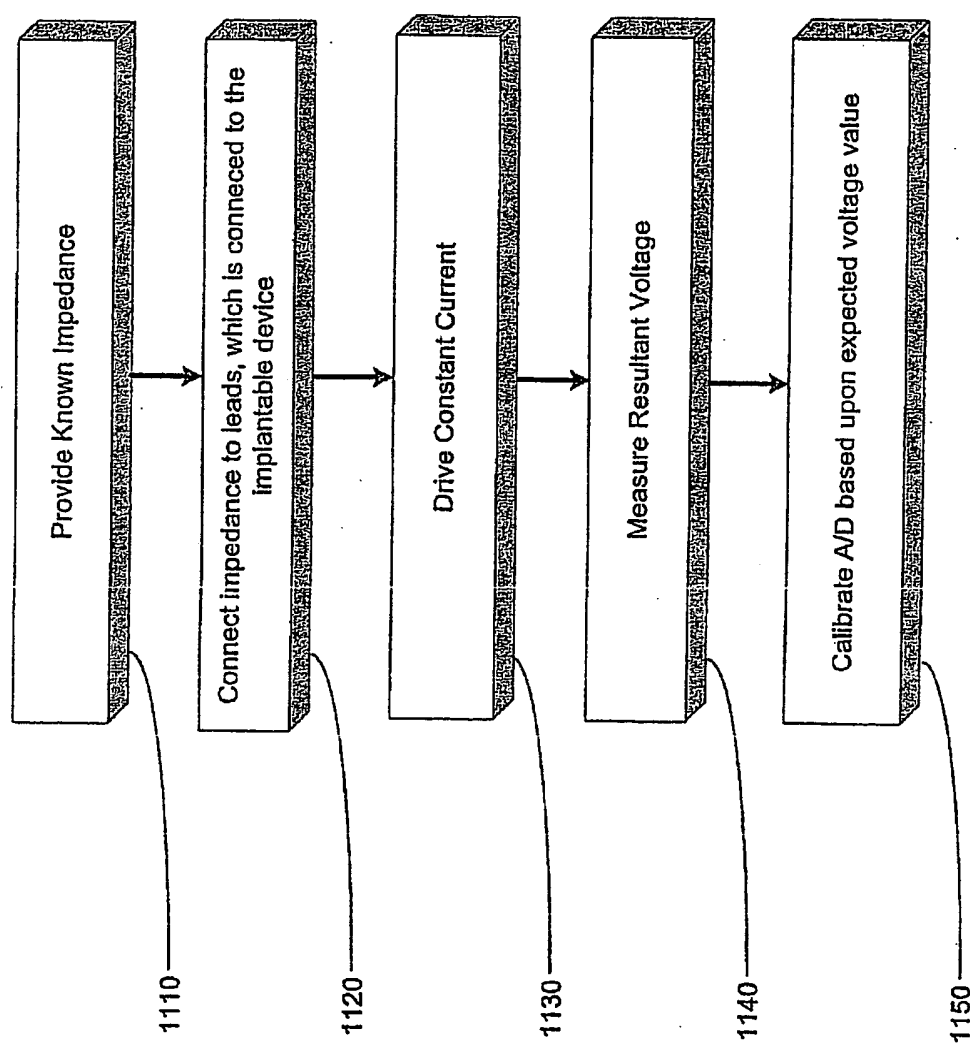 Provide Known Impedance
1110
Connect impedance to leads, which is conneced to the
implantable device
1120
Drive Constant Current
1130
Measure Resultant Voltage
1140
Calibrate A/D based upon expected voltage value
1150